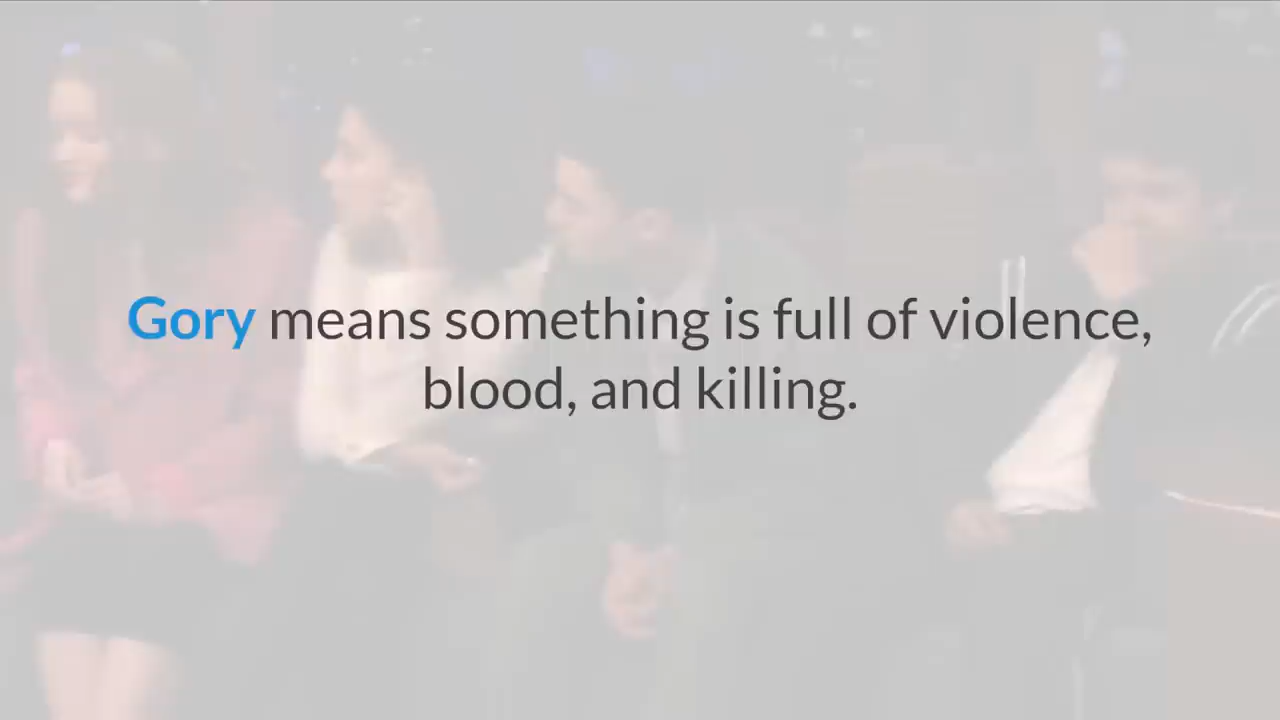 Gory means something is full of violence,
blood, and killing.